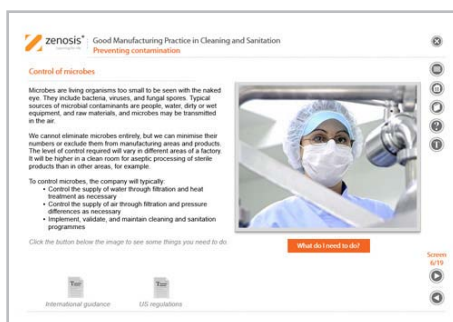 zenosis®
Good Manufacturing Practice in Cleaning and Sanitation
Preventing contamination
Control of microbes
Microbes are living organisms too small to be seen with the naked
eye. They include bacteria, viruses, and fungal spores. Typical
sources of microbial contaminants are people, water, dirty or wet
equipment, and raw materials, and microbes may be transmitted
in the air.
We cannot eliminate microbes entirely, but we can minimise their
numbers or exclude them from manufacturing areas and products.
The level of control required will vary in different areas of a factory.
It will be higher in a clean room for aseptic processing of sterile
products than in other areas, for example.
To control microbes, the company will typically:
• Control the supply of water through filtration and heat
treatment as necessary
• Control the supply of air through filtration and pressure
differences as necessary
• Implement, validate, and maintain cleaning and sanitation
programmes
Click the button below the image to see some things you need to do
What do I need to do?
Screen
6/19
International guidance
US regulations